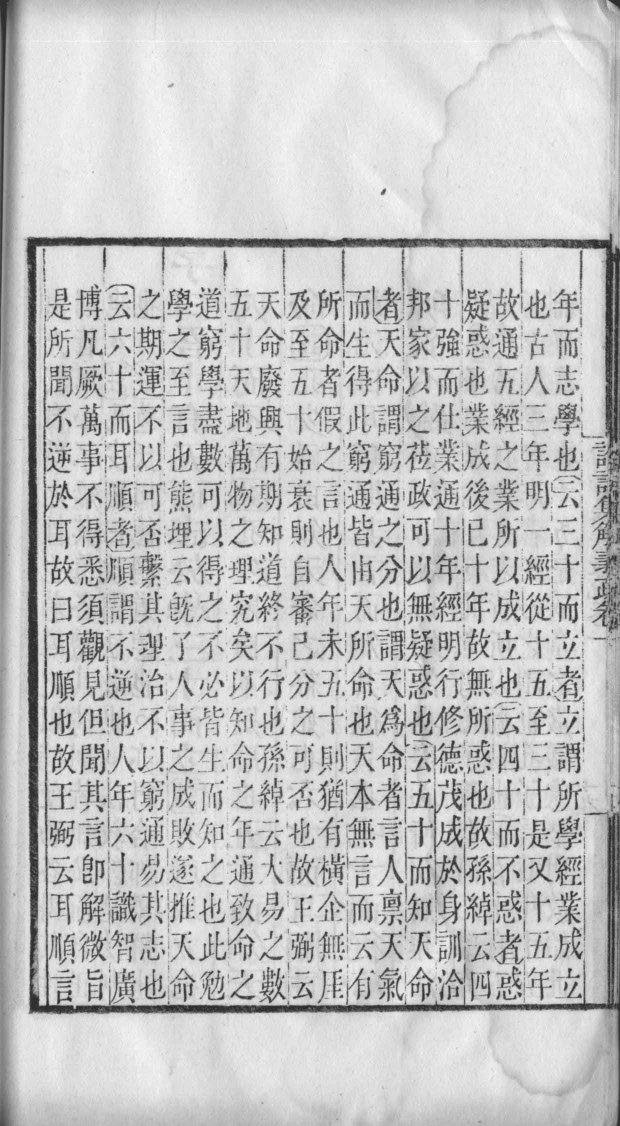 論語集解義疏卷一
年而志學也云三十而立者立謂所學經業成立
也古人三年明一經從十五至三十是又十五年
故通五經之業所以成立也云四十而不惑者惑
疑惑也業成後已十年故無所惑也故孫綽云四
十強而仕業通十年經明行修德茂成於身訓洽
邦家以之莅政可以無疑惑也云五十而知天命
者天命謂窮通之分也謂天爲命者言人稟天氣
而生得此窮通皆由天所命也天本無言而云有
所命者假之言也人年未五十則猶有橫企無厓
及至五十始衰則自審己分之可否也故王弼云
天命廢興有期知道終不行也孫綽云大易之數
五十天地萬物之理究矣以知命之年通致命之
道窮學盡數可以得之不必皆生而知之也此勉
學之至言也熊埋云旣了人事之成敗遂推天命
之期運不以可否繫其理治不以窮通易其志也
云六十而耳順者順謂不逆也人年六十識智廣
博凡厥萬事不得悉須觀見但聞其言卽解微旨
是所聞不逆於耳故曰耳順也故王弼云耳順言